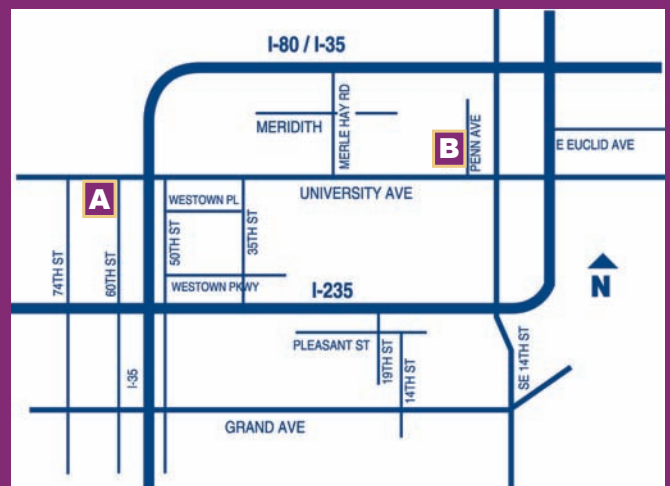 I-80 / I-35
MERIDITH
MERLE HAY RD
B
PENN AVE
E EUCLID AVE
A
UNIVERSITY AVE
WESTOWN PL
74TH ST
60TH ST
50TH ST
35TH ST
WESTOWN PKWY
I-235
N
PLEASANT ST
19TH ST
14TH ST
SE 14TH ST
I-35
GRAND AVE